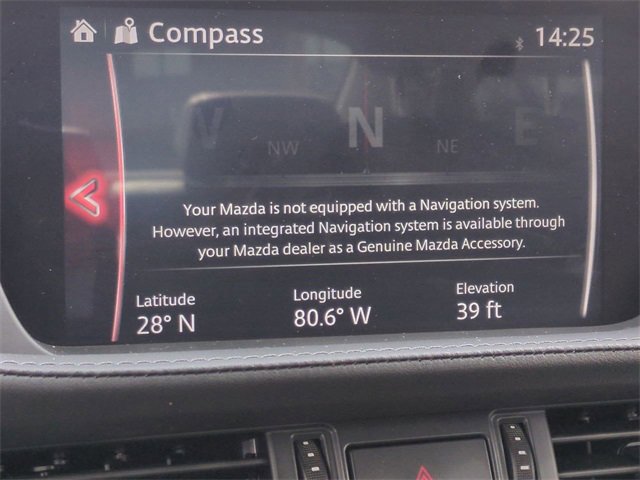 Compass
14:25
W NW N NE E
Your Mazda is not equipped with a Navigation system.
However, an integrated Navigation system is available through
your Mazda dealer as a Genuine Mazda Accessory.
Latitude Longitude Elevation
28° N 80.6° W 39 ft